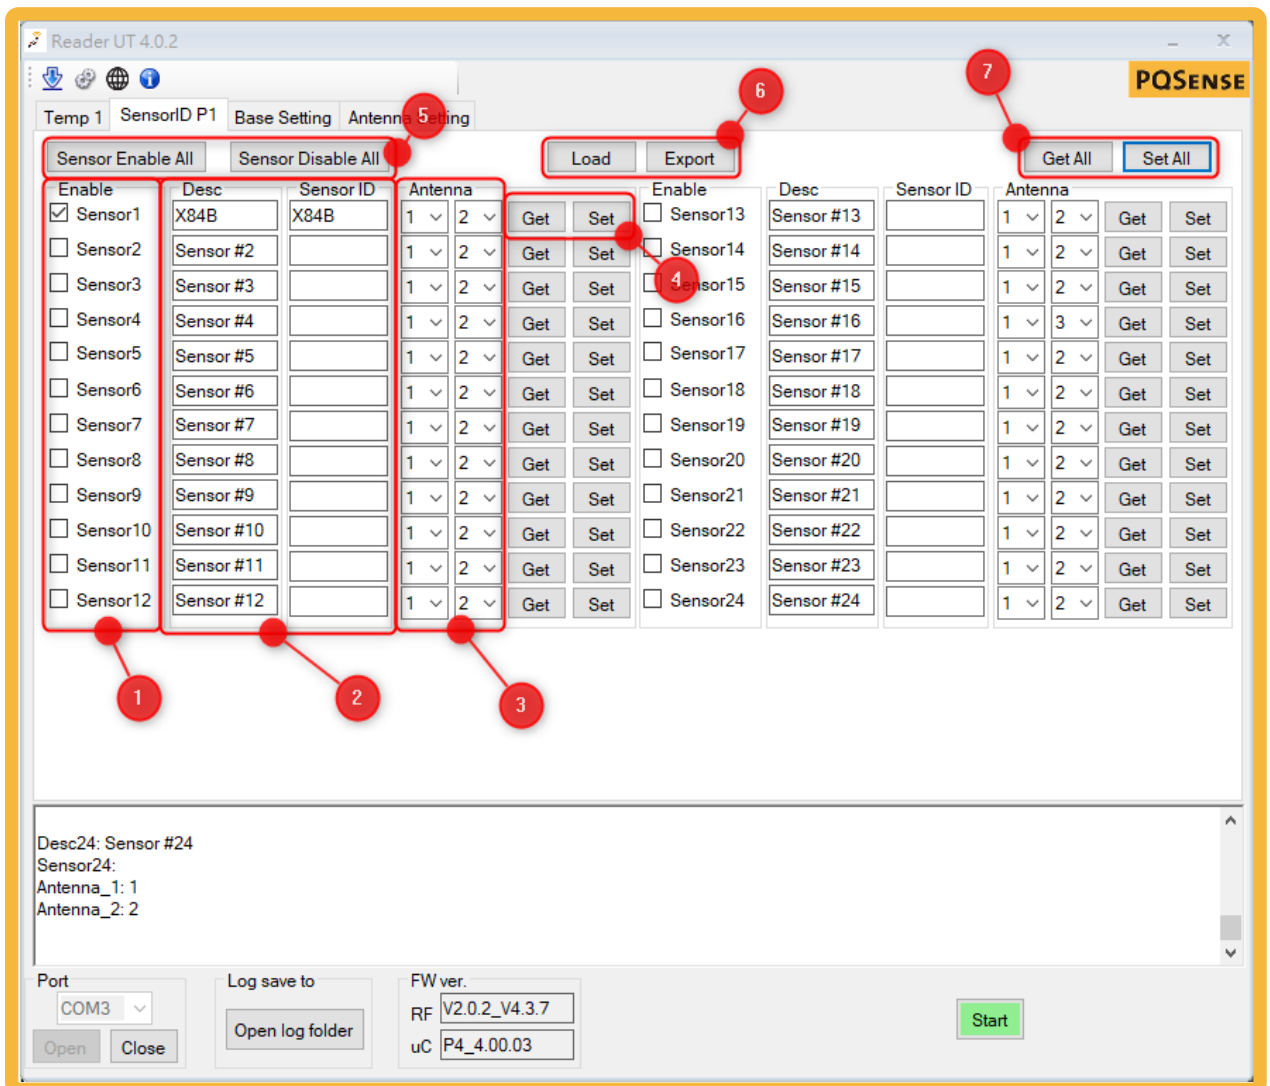 Reader UT 4.0.2
PQSENSE
Temp 1 SensorID P1 Base Setting Antenna Setting
Sensor Enable All Sensor Disable All Load Export Get All Set All
Enable Desc Sensor ID Antenna Enable Desc Sensor ID Antenna
Sensor1 X84B X84B 1 2 Get Set Sensor13 Sensor #13 1 2 Get Set
Sensor2 Sensor #2 1 2 Get Set Sensor14 Sensor #14 1 2 Get Set
Sensor3 Sensor #3 1 2 Get Set Sensor15 Sensor #15 1 2 Get Set
Sensor4 Sensor #4 1 2 Get Set Sensor16 Sensor #16 1 3 Get Set
Sensor5 Sensor #5 1 2 Get Set Sensor17 Sensor #17 1 2 Get Set
Sensor6 Sensor #6 1 2 Get Set Sensor18 Sensor #18 1 2 Get Set
Sensor7 Sensor #7 1 2 Get Set Sensor19 Sensor #19 1 2 Get Set
Sensor8 Sensor #8 1 2 Get Set Sensor20 Sensor #20 1 2 Get Set
Sensor9 Sensor #9 1 2 Get Set Sensor21 Sensor #21 1 2 Get Set
Sensor10 Sensor #10 1 2 Get Set Sensor22 Sensor #22 1 2 Get Set
Sensor11 Sensor #11 1 2 Get Set Sensor23 Sensor #23 1 2 Get Set
Sensor12 Sensor #12 1 2 Get Set Sensor24 Sensor #24 1 2 Get Set
1
2
3
4
5
6
7
Desc24: Sensor #24
Sensor24:
Antenna_1: 1
Antenna_2: 2
Port Log save to FW ver.
COM3 RF V2.0.2_V4.3.7
Open Close Open log folder uC P4_4.00.03
Start